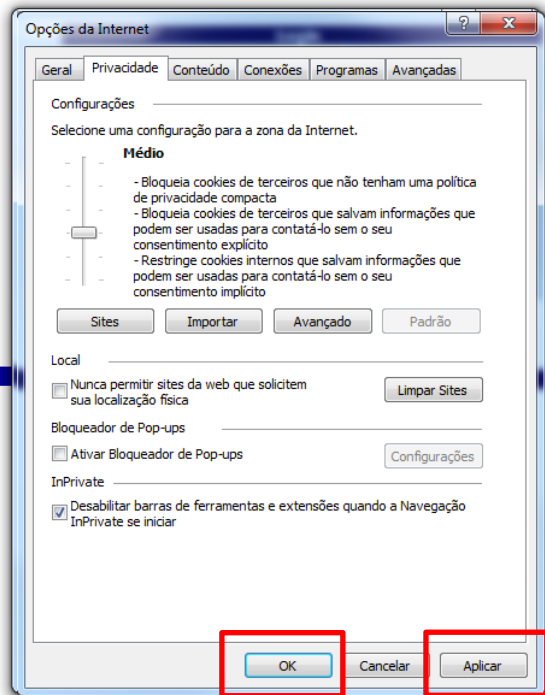 Opções da Internet
Geral Privacidade Conteúdo Conexões Programas Avançadas
Configurações
Selecione uma configuração para a zona da Internet.
Médio
- Bloqueia cookies de terceiros que não tenham uma política
de privacidade compacta
- Bloqueia cookies de terceiros que salvam informações que
podem ser usadas para contatá-lo sem o seu
consentimento explícito
- Restringe cookies internos que salvam informações que
podem ser usadas para contatá-lo sem o seu
consentimento implícito
Sites Importar Avançado Padrão
Local
Nunca permitir sites da web que solicitem
sua localização física
Limpar Sites
Bloqueador de Pop-ups
Ativar Bloqueador de Pop-ups
Configurações
InPrivate
Desabilitar barras de ferramentas e extensões quando a Navegação
InPrivate se iniciar
OK Cancelar Aplicar